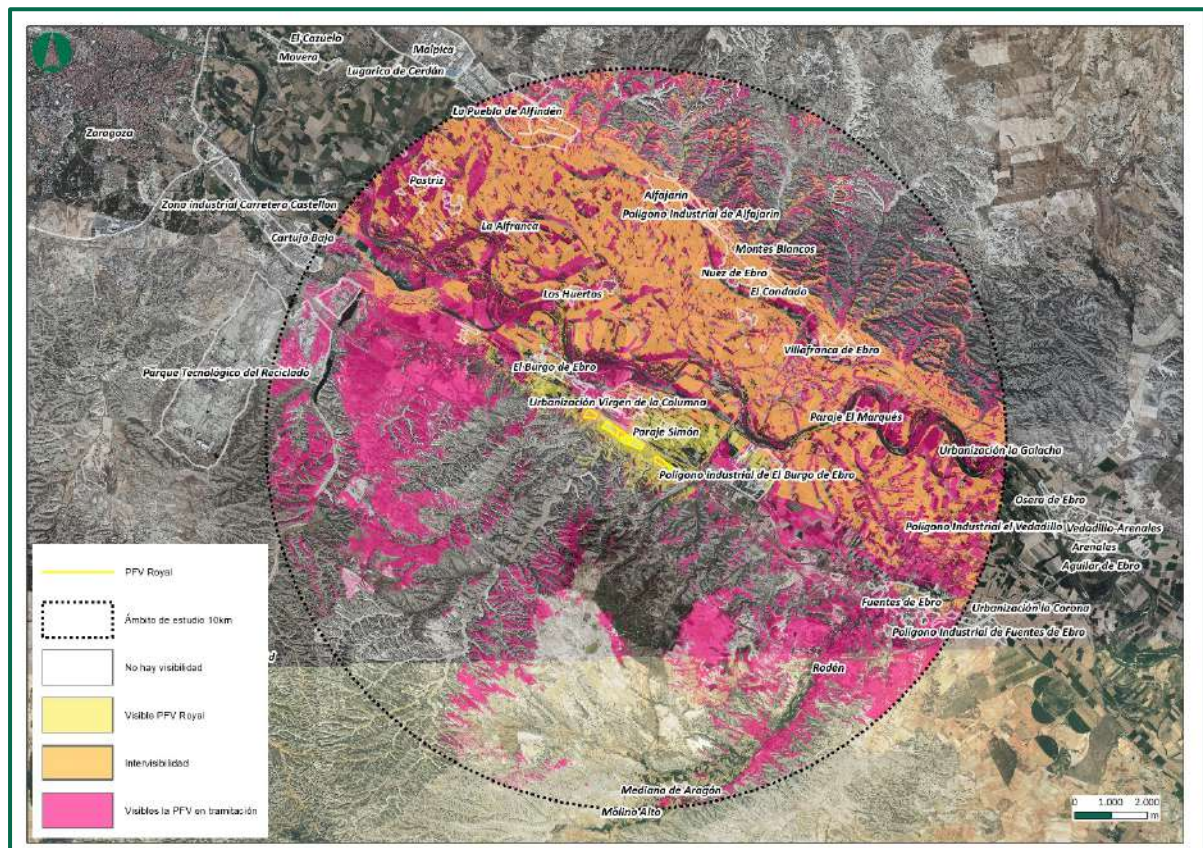 El Cazuelo
Movera
Malpica
Lugarico de Cerdán
La Puebla de Alfindén
Zaragoza
Pastriz
Alfajarín
Zona industrial Carretera Castellon
Polígono Industrial de Alfajarín
La Alfranca
Cartuja Baja
Montes Blancos
Nuez de Ebro
El Condado
Los Huertos
Villafranca de Ebro
El Burgo de Ebro
Parque Tecnológico del Reciclado
Urbanización Virgen de la Columna
Paraje El Marqués
Paraje Simón
Urbanización la Galacha
Polígono industrial de El Burgo de Ebro
Osera de Ebro
Polígono Industrial el Vedadillo
Vedadillo-Arenales
Arenales
Aguilar de Ebro
Fuentes de Ebro
Urbanización la Corona
Polígono Industrial de Fuentes de Ebro
Rodén
Mediana de Aragón
Molino Alto
PFV Royal
Ámbito de estudio 10km
No hay visibilidad
Visible PFV Royal
Intervisibilidad
Visibles la PFV en tramitación
0 1.000 2.000
m